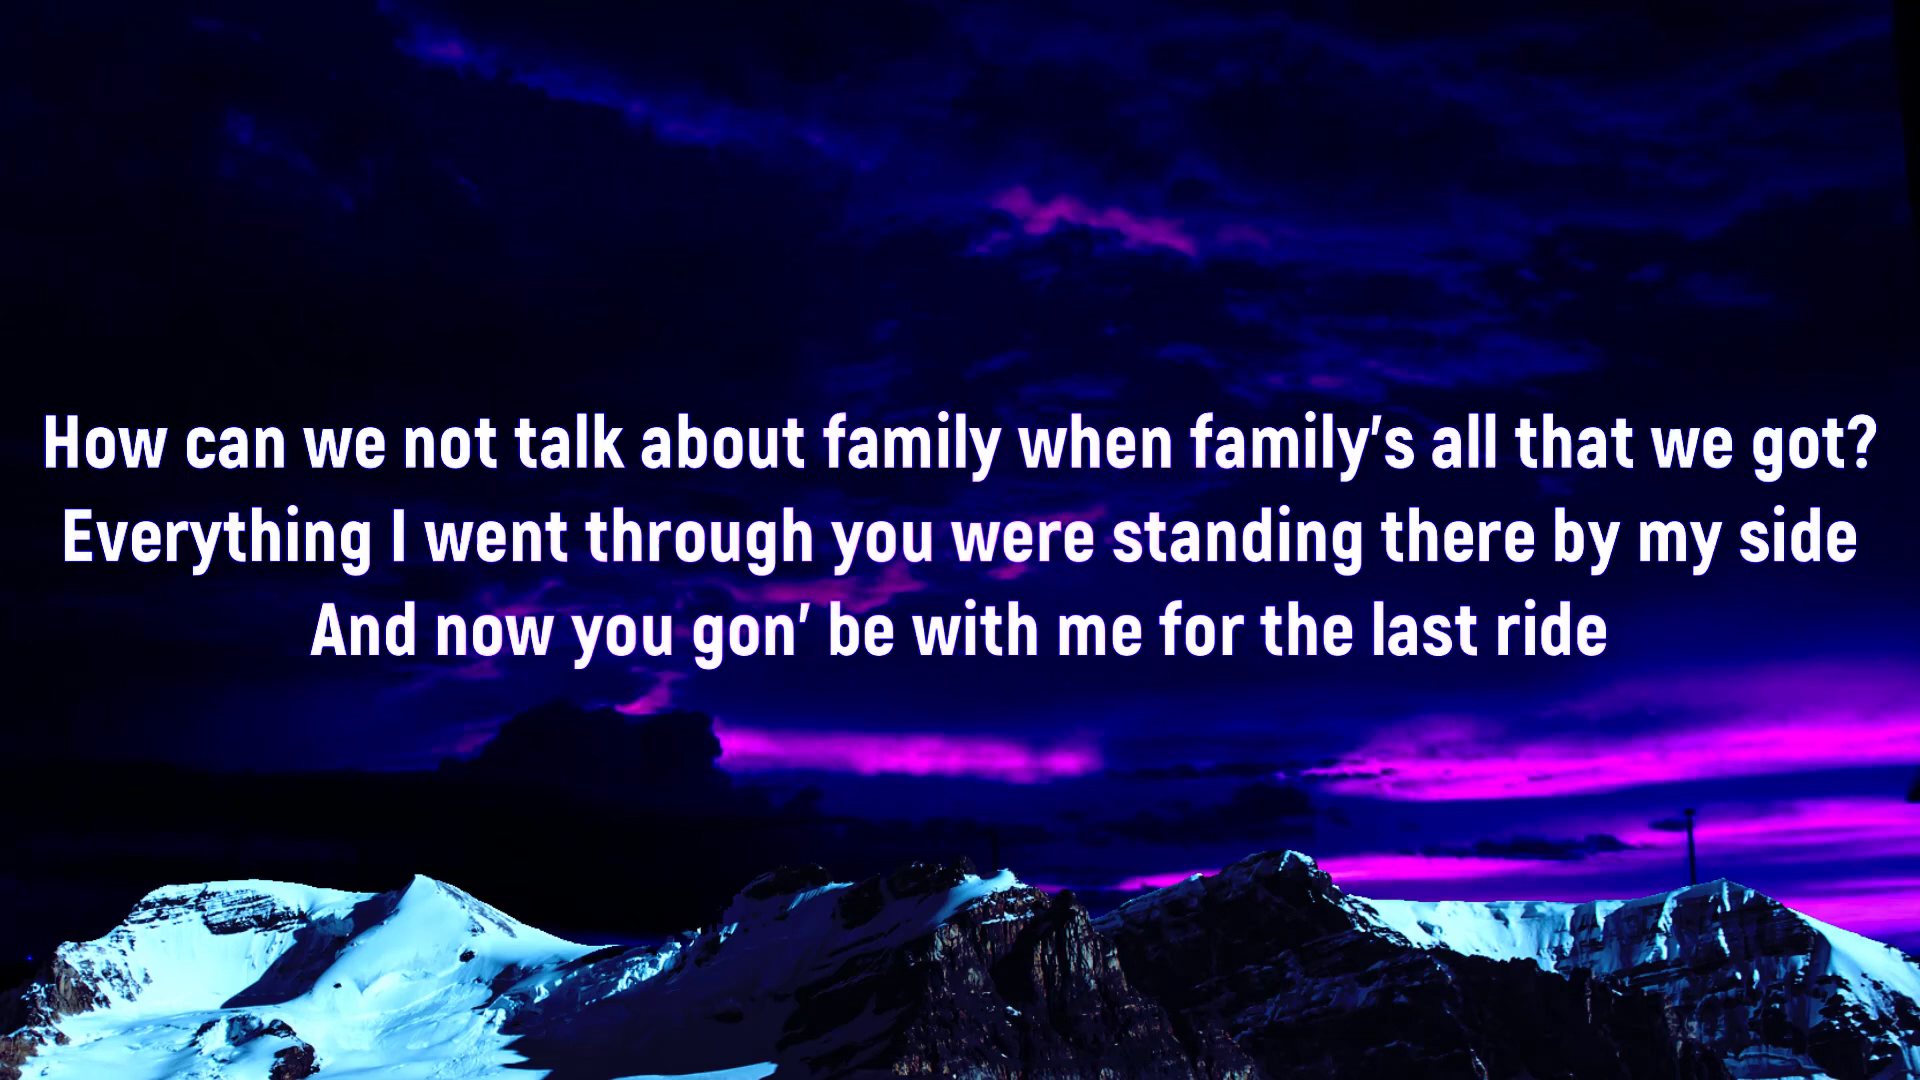 How can we not talk about family when family's all that we got?
Everything I went through you were standing there by my side
And now you gon' be with me for the last ride